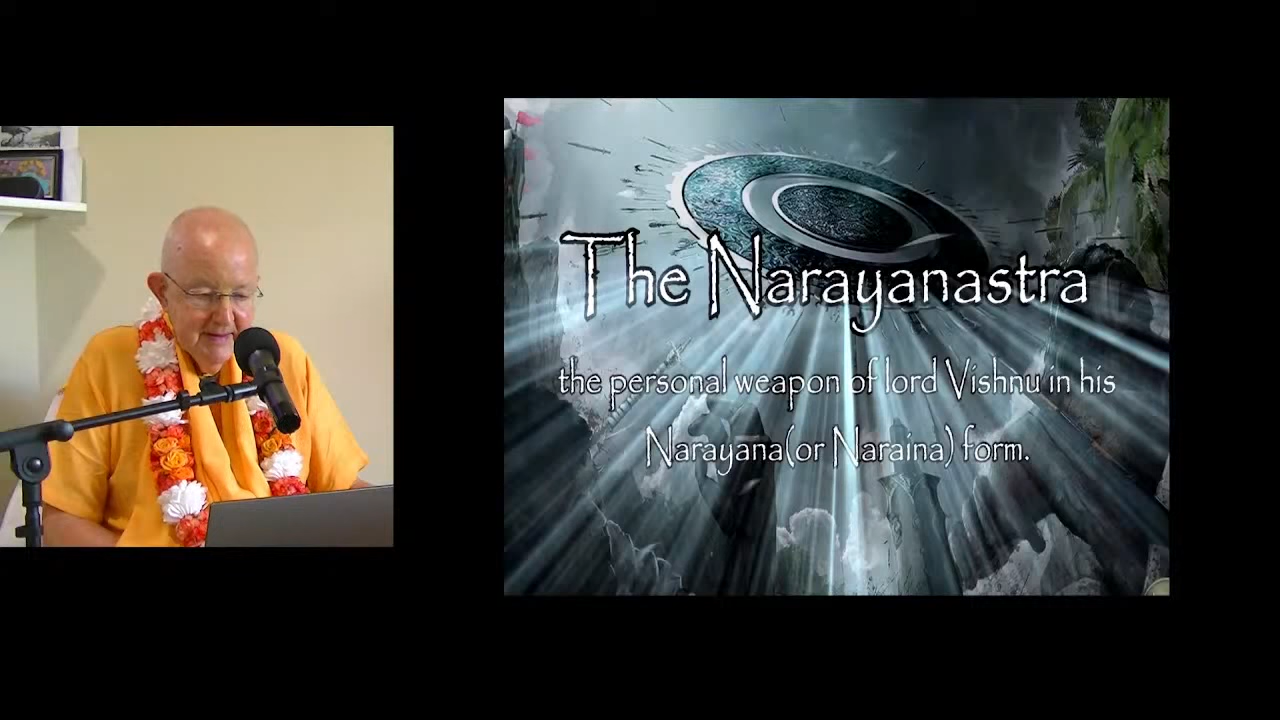 The Narayanastra
the personal weapon of lord Vishnu in his
Narayana(or Naraina) form.